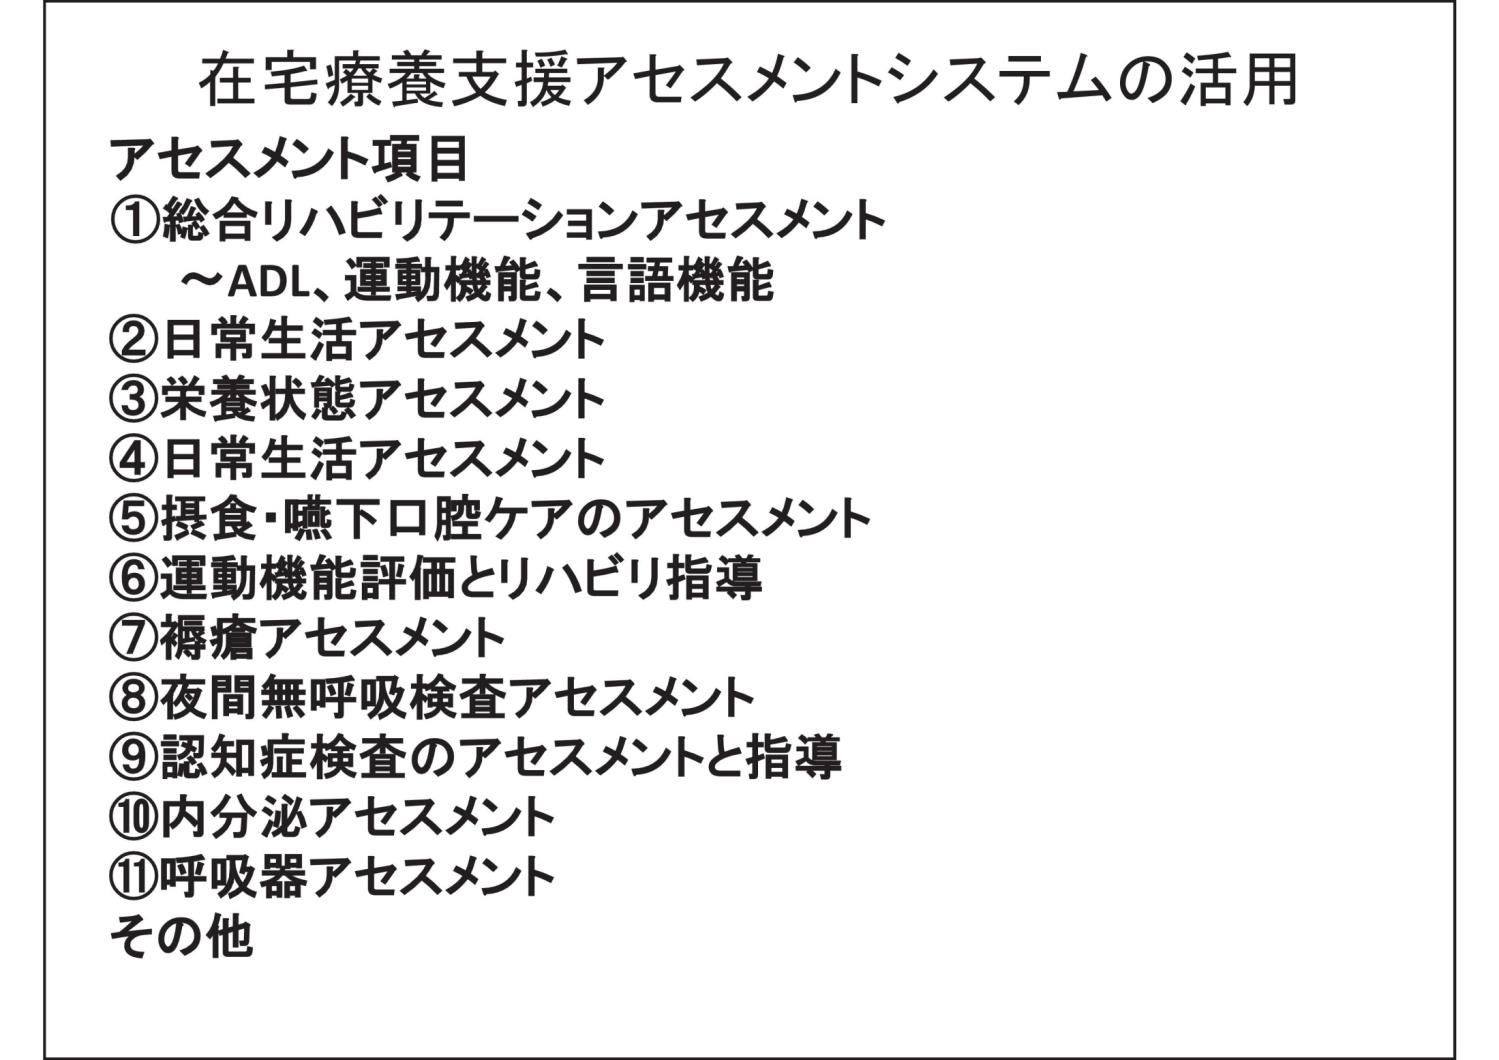 在宅療養支援アセスメントシステムの活用
アセスメント項目
①総合リハビリテーションアセスメント
～ADL、運動機能、言語機能
②日常生活アセスメント
③栄養状態アセスメント
④日常生活アセスメント
⑤摂食・嚥下口腔ケアのアセスメント
⑥運動機能評価とリハビリ指導
⑦褥瘡アセスメント
⑧夜間無呼吸検査アセスメント
⑨認知症検査のアセスメントと指導
⑩内分泌アセスメント
⑪呼吸器アセスメント
その他